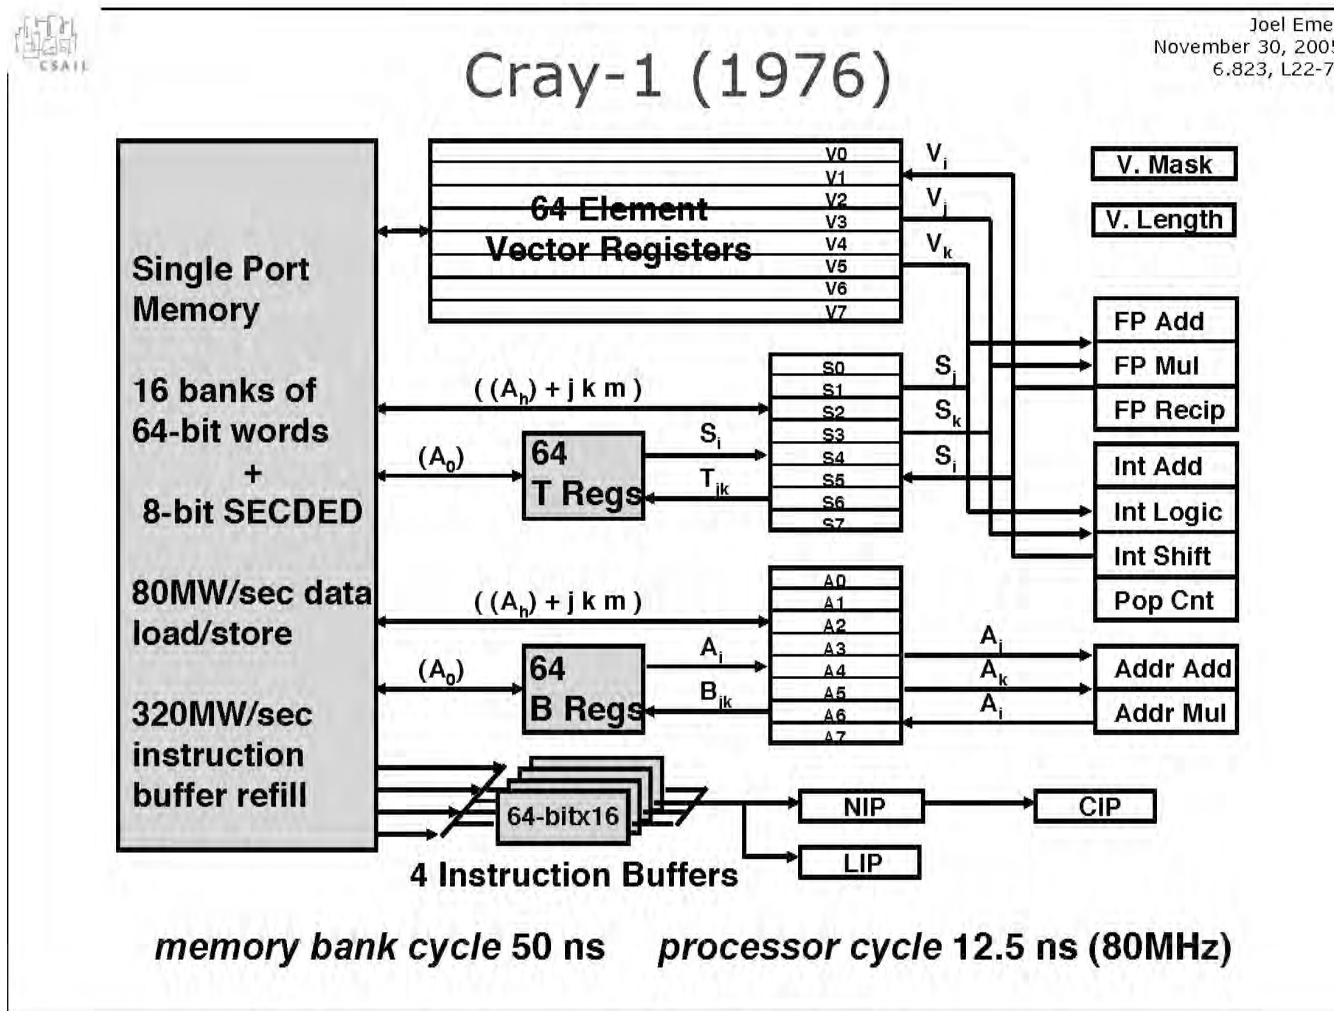 CSAIL
Joel Eme
November 30, 2005
6.823, L22-7
Cray-1 (1976)
Single Port
Memory
16 banks of
64-bit words
+
8-bit SECDED
80MW/sec data
load/store
320MW/sec
instruction
buffer refill
64 Element
Vector Registers
V0
V1
V2
V3
V4
V5
V6
V7
Vi
Vj
Vk
V. Mask
V. Length
FP Add
FP Mul
FP Recip
Int Add
Int Logic
Int Shift
Pop Cnt
((Ah) + j k m )
(A0)
64
T Regs
Si
Tjk
S0
S1
S2
S3
S4
S5
S6
S7
Sj
Sk
Si
((Ah) + j k m )
(A0)
64
B Regs
Ai
Bjk
A0
A1
A2
A3
A4
A5
A6
A7
Aj
Ak
Ai
Addr Add
Addr Mul
64-bitx16
4 Instruction Buffers
NIP
CIP
LIP
memory bank cycle 50 ns processor cycle 12.5 ns (80MHz)